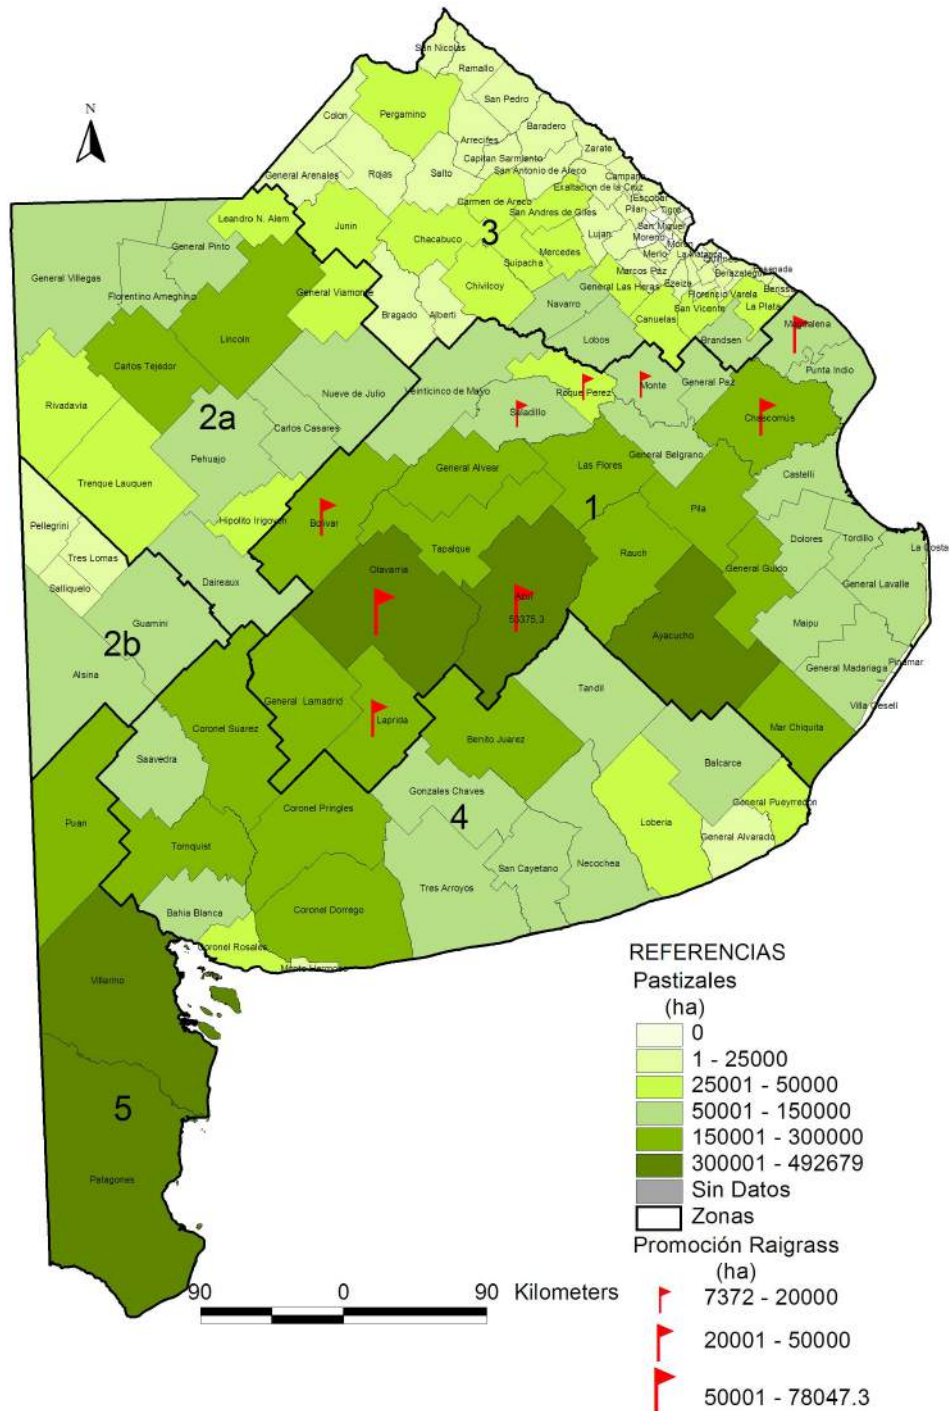 N
San Nicolas
Ramallo
San Pedro
Colon
Pergamino
Baradero
Arrecifes
Zarate
Capitan Sarmiento
San Antonio de Areco
Campana
General Arenales
Rojas
Salto
Exaltacion de la Cruz
Escobar
Leandro N. Alem
Carmen de Areco
Pilar
Tigre
Junin
San Andres de Giles
San Miguel
Chacabuco
3
Lujan
Moreno
Moron
General Pinto
Mercedes
Merlo
La Matanza
General Villegas
Suipacha
Marcos Paz
Ezeiza
Berazategui
Ensenada
Florentino Ameghino
General Viamonte
Chivilcoy
General Las Heras
Florencio Varela
Berisso
Bragado
Alberti
Navarro
Canuelas
San Vicente
La Plata
Lincoln
Lobos
Brandsen
Magdalena
Carlos Tejedor
Punta Indio
Rivadavia
2a
Nueve de Julio
Veinticinco de Mayo
Roque Perez
Monte
General Paz
Carlos Casares
Saladillo
Chascomús
Pehuajo
General Belgrano
Trenque Lauquen
General Alvear
Las Flores
Castelli
Hipolito Irigoyen
Bolivar
1
Pila
Pellegrini
Dolores
Tordillo
La Costa
Tres Lomas
Tapalque
Rauch
Salliquelo
Daireaux
Olavarria
General Guido
General Lavalle
Guamini
Azul
55375,3
Ayacucho
Maipu
2b
Alsina
General Madariaga
Pinamar
Tandil
Villa Gesell
Coronel Suarez
General Lamadrid
Laprida
Benito Juarez
Mar Chiquita
Saavedra
Balcarce
Gonzales Chaves
Coronel Pringles
General Pueyrredon
Puan
4
Loberia
General Alvarado
Tornquist
San Cayetano
Necochea
Tres Arroyos
Bahia Blanca
Coronel Dorrego
Coronel Rosales
Monte Hermoso
Villarino
5
Patagones
REFERENCIAS
Pastizales
(ha)
0
1 - 25000
25001 - 50000
50001 - 150000
150001 - 300000
300001 - 492679
Sin Datos
Zonas
Promoción Raigrass
(ha)
7372 - 20000
20001 - 50000
50001 - 78047.3
90 0 90 Kilometers